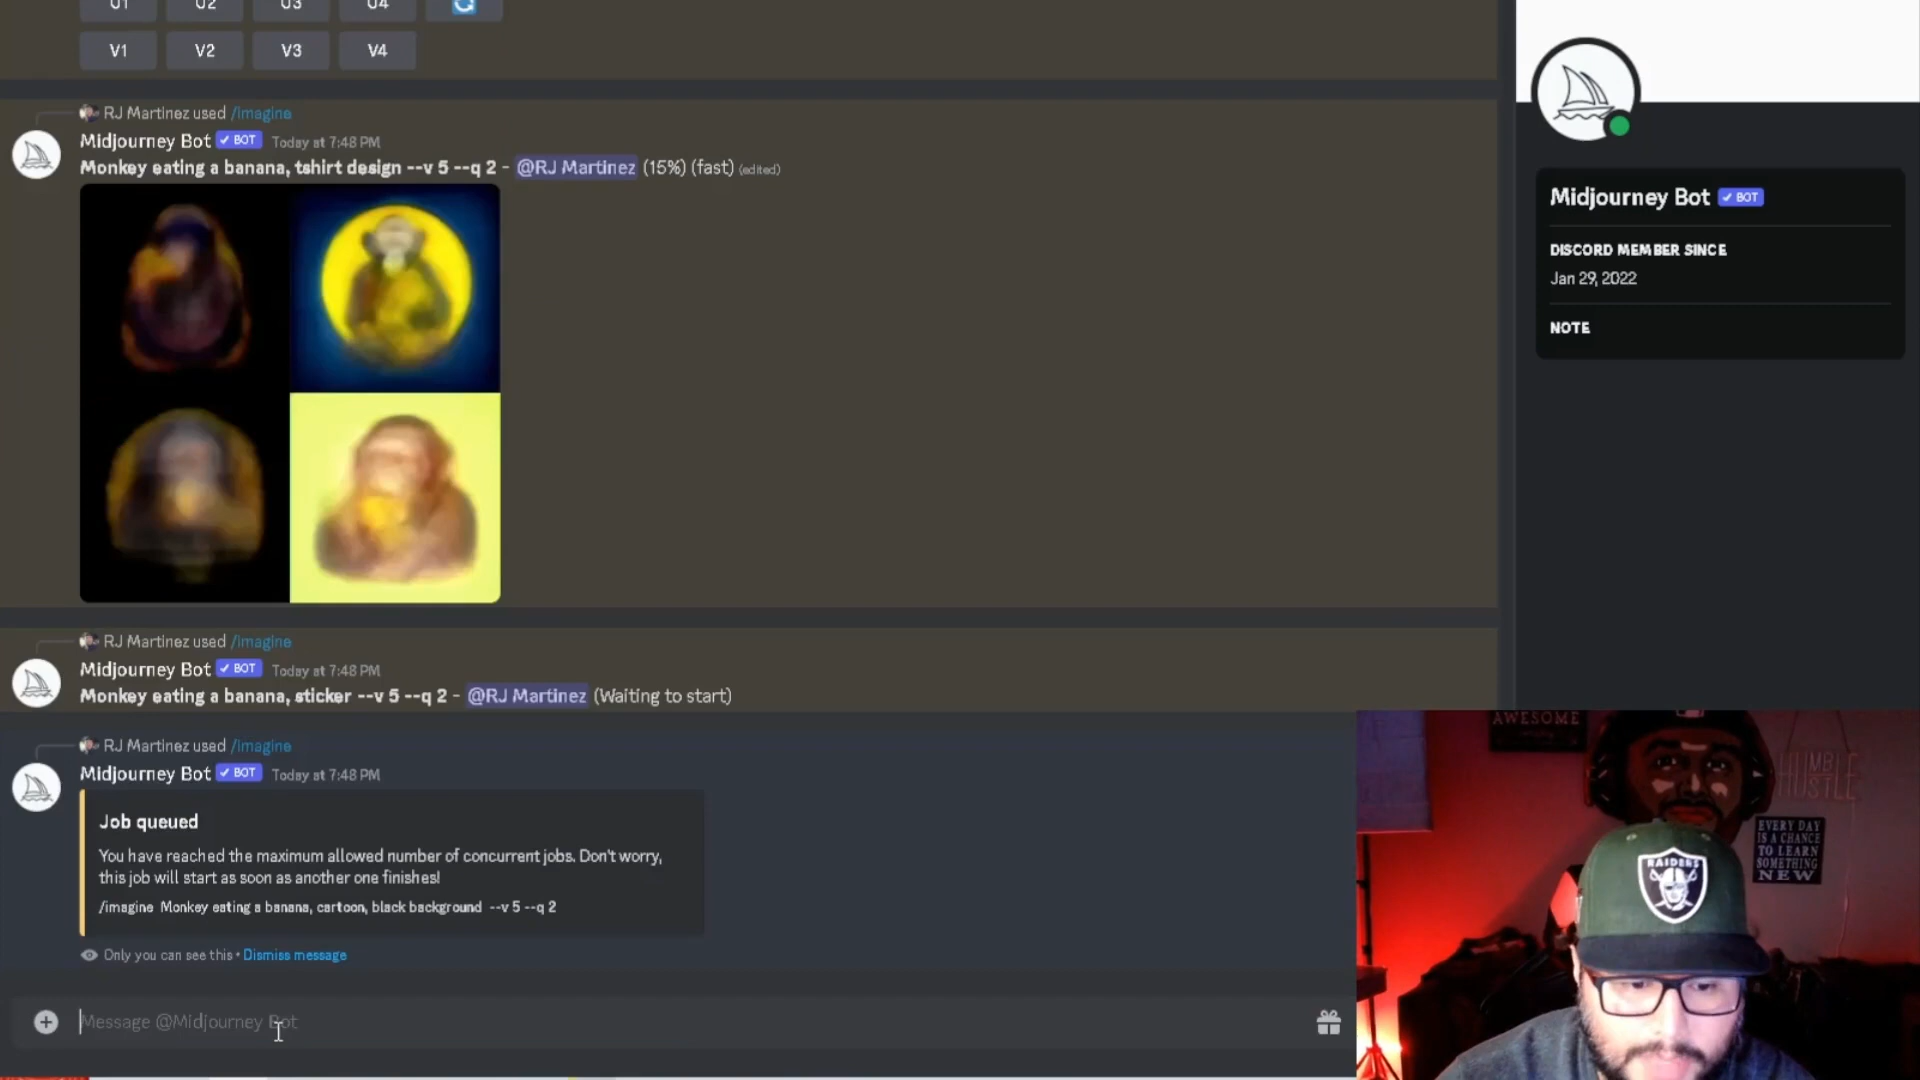 U1 U2 U3 U4
V1 V2 V3 V4
RJ Martinez used /imagine
Midjourney Bot ✓ BOT Today at 7:48 PM
Monkey eating a banana, tshirt design --v 5 --q 2 - @RJ Martinez (15%) (fast) (edited)
RJ Martinez used /imagine
Midjourney Bot ✓ BOT Today at 7:48 PM
Monkey eating a banana, sticker --v 5 --q 2 - @RJ Martinez (Waiting to start)
RJ Martinez used /imagine
Midjourney Bot ✓ BOT Today at 7:48 PM
Job queued
You have reached the maximum allowed number of concurrent jobs. Don't worry,
this job will start as soon as another one finishes!
/imagine Monkey eating a banana, cartoon, black background --v 5 --q 2
Only you can see this • Dismiss message
Message @Midjourney Bot
Midjourney Bot ✓ BOT
DISCORD MEMBER SINCE
Jan 29, 2022
NOTE
AWESOME
HUMBLE
HUSTLE
EVERY DAY
IS A CHANCE
TO LEARN
SOMETHING
NEW
RAIDERS